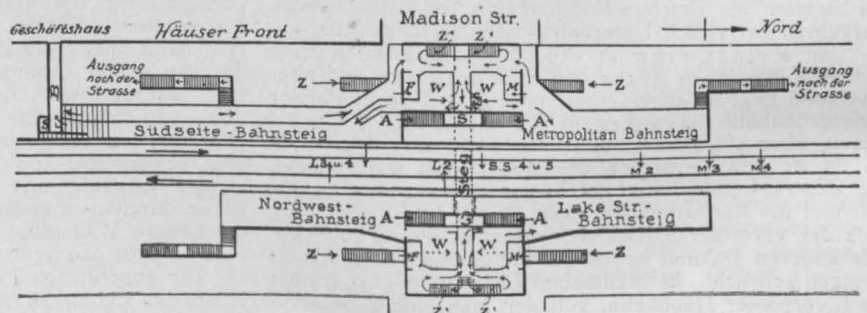 Madison Str.
Geschäftshaus
Häuser Front
Z' Z'
Nord
Ausgang
nach der
Strasse
Ausgang
nach der
Strasse
B
Z
F W W M
Z
A S A
Südseite-Bahnsteig
Metropolitan Bahnsteig
L3 u 4
L2
Steg
S.S. 4 u 5
M2
M3
M4
Nordwest-
Bahnsteig
A A
Lake Str.-
Bahnsteig
Z
F W W M
Z
Z' Z'